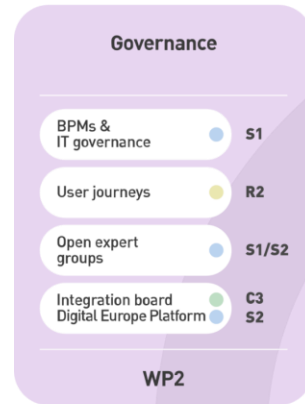 Governance
BPMs &
IT governance
S1
User journeys
R2
Open expert
groups
S1/S2
Integration board
C3
Digital Europe Platform
S2
WP2